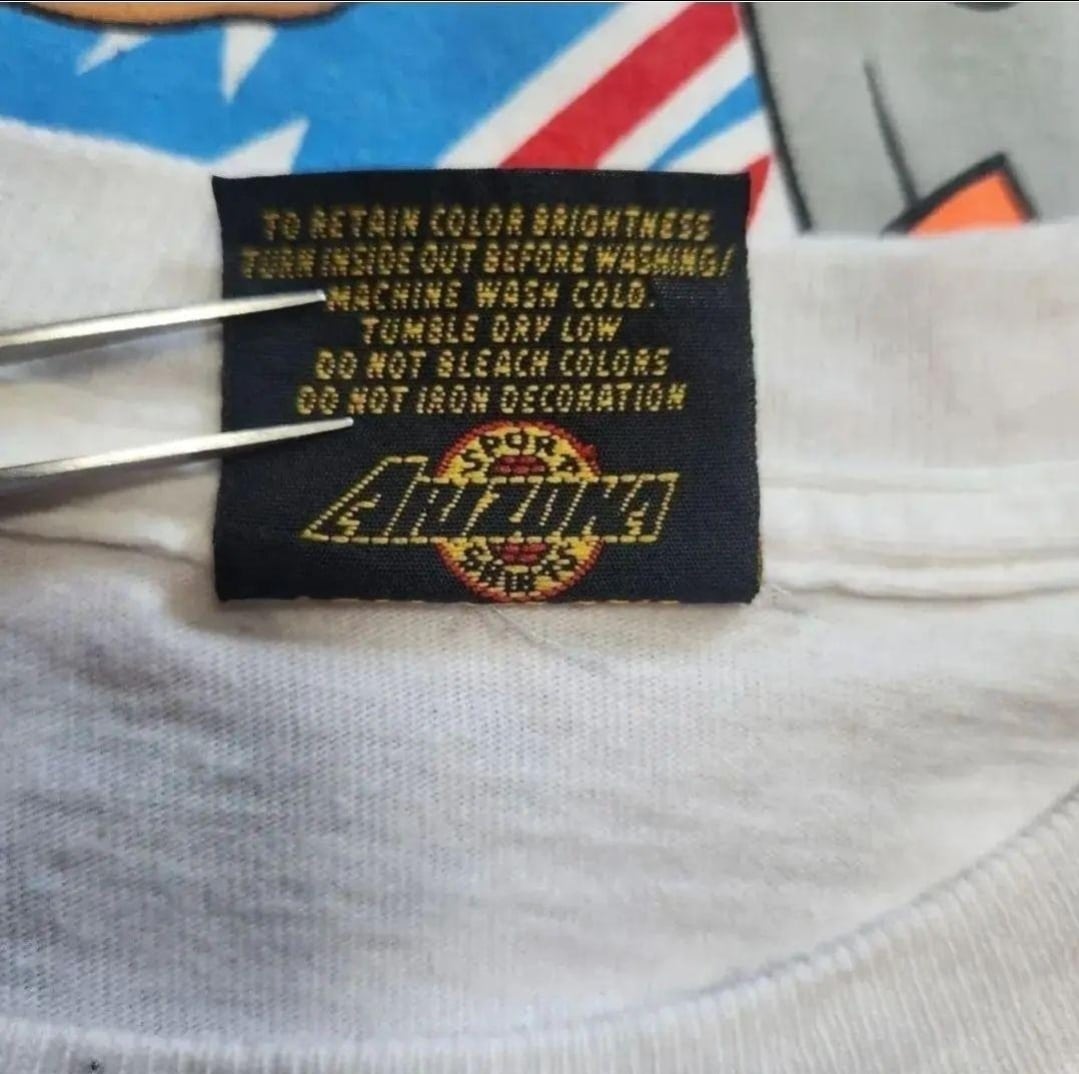 TO RETAIN COLOR BRIGHTNESS
TURN INSIDE OUT BEFORE WASHING!
MACHINE WASH COLD.
TUMBLE DRY LOW
DO NOT BLEACH COLORS
DO NOT IRON DECORATION
SPORT
ARIZONA
SHIRTS